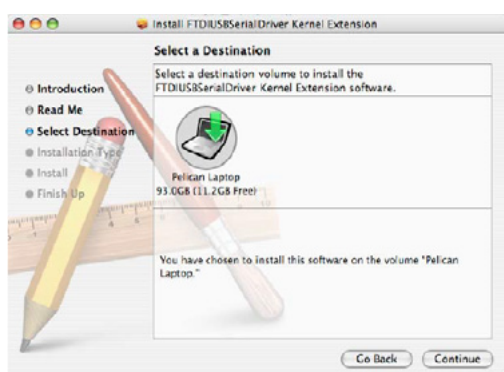 Install FTDIUSBSerialDriver Kernel Extension
Select a Destination
Introduction
Read Me
Select Destination
Installation Type
Install
Finish Up
Select a destination volume to install the
FTDIUSBSerialDriver Kernel Extension software.
Pelican Laptop
93.0GB (11.2GB Free)
You have chosen to install this software on the volume "Pelican
Laptop."
Go Back
Continue